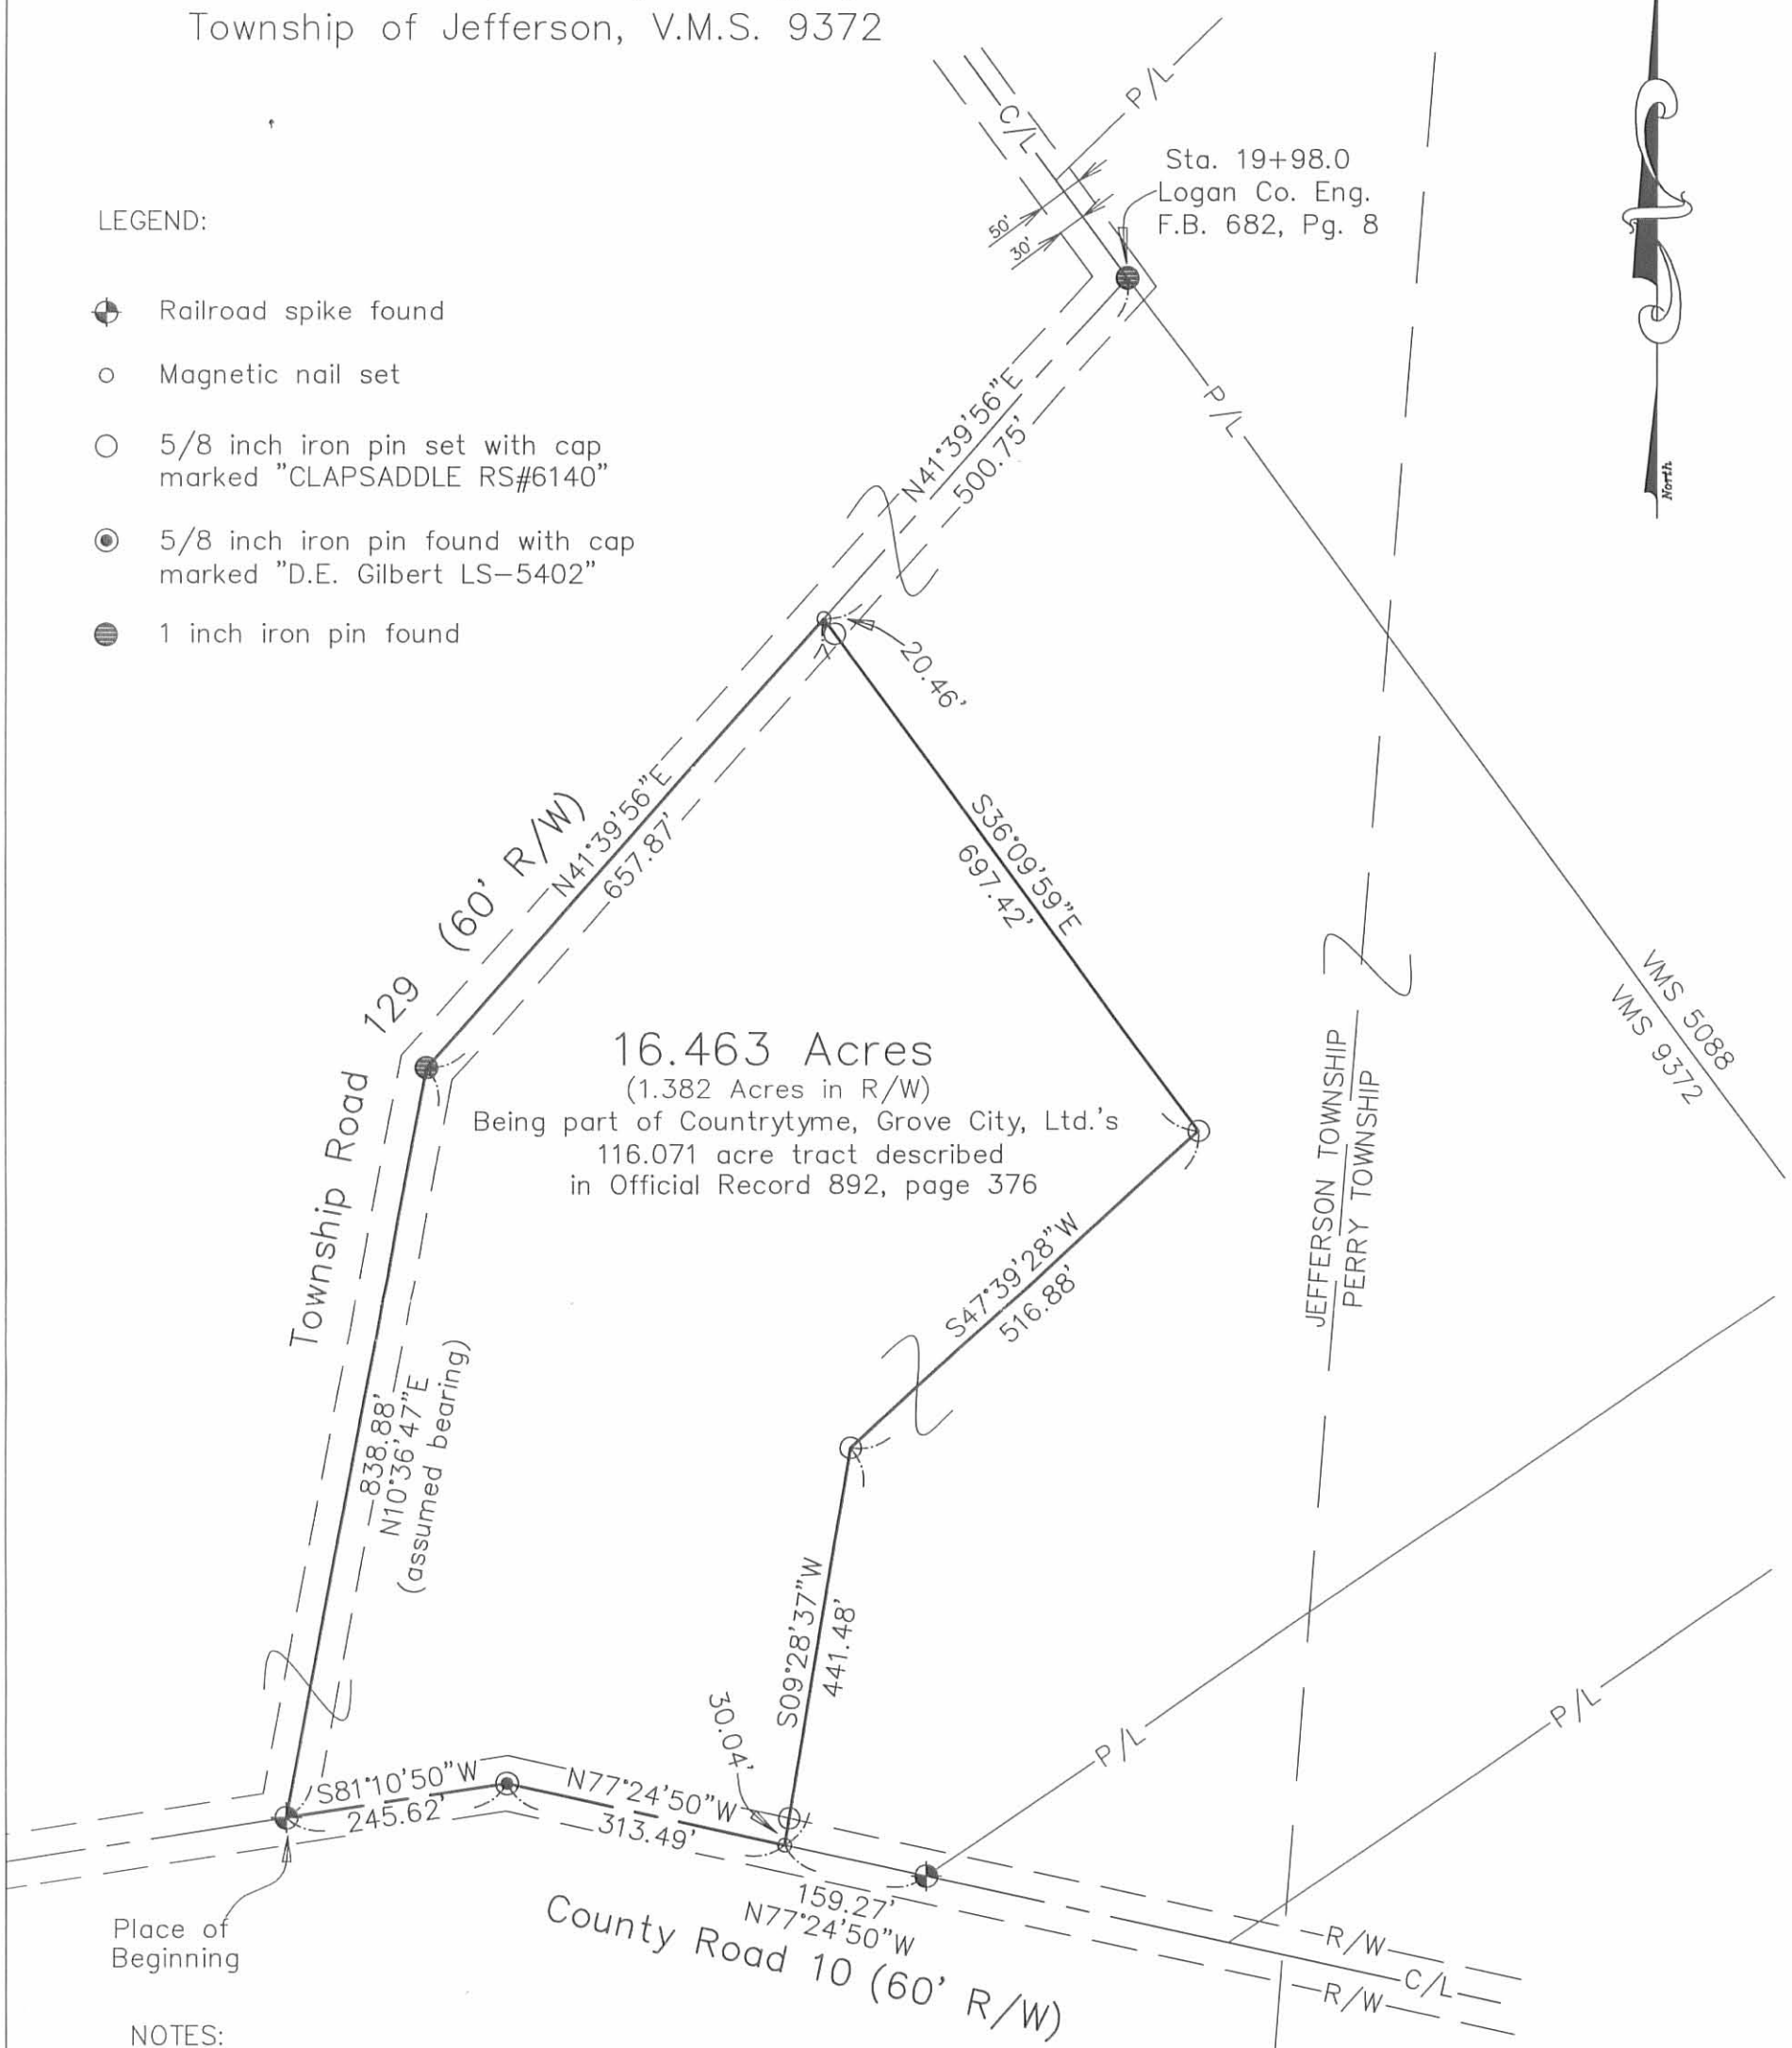 Township of Jefferson, V.M.S. 9372
P/L
C/L
Sta. 19+98.0
Logan Co. Eng.
F.B. 682, Pg. 8
50'
30'
LEGEND:
Railroad spike found
Magnetic nail set
5/8 inch iron pin set with cap
marked "CLAPSADDLE RS#6140"
5/8 inch iron pin found with cap
marked "D.E. Gilbert LS-5402"
1 inch iron pin found
North
P/L
N41°39'56"E
500.75'
20.46'
N41°39'56"E
657.87'
S36°09'59"E
697.42'
Township Road 129 (60' R/W)
VMS 5088
VMS 9372
16.463 Acres
(1.382 Acres in R/W)
Being part of Countrytyme, Grove City, Ltd.'s
116.071 acre tract described
in Official Record 892, page 376
JEFFERSON TOWNSHIP
PERRY TOWNSHIP
S47°39'28"W
516.88'
838.88'
N10°36'47"E
(assumed bearing)
S09°28'37"W
441.48'
30.04'
P/L
P/L
S81°10'50"W
245.62'
N77°24'50"W
313.49'
159.27'
N77°24'50"W
County Road 10 (60' R/W)
R/W
C/L
R/W
Place of
Beginning
NOTES: